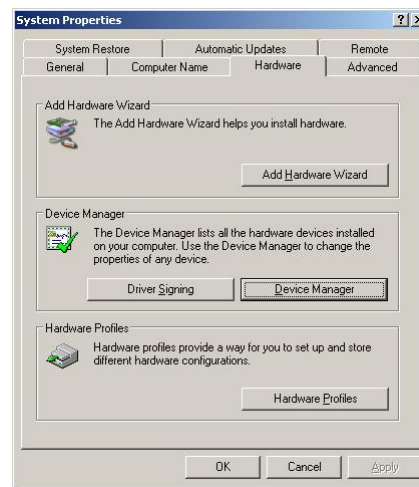 System Properties
System Restore
Automatic Updates
Remote
General
Computer Name
Hardware
Advanced
Add Hardware Wizard
The Add Hardware Wizard helps you install hardware.
Add Hardware Wizard
Device Manager
The Device Manager lists all the hardware devices installed
on your computer. Use the Device Manager to change the
properties of any device.
Driver Signing
Device Manager
Hardware Profiles
Hardware profiles provide a way for you to set up and store
different hardware configurations.
Hardware Profiles
OK
Cancel
Apply